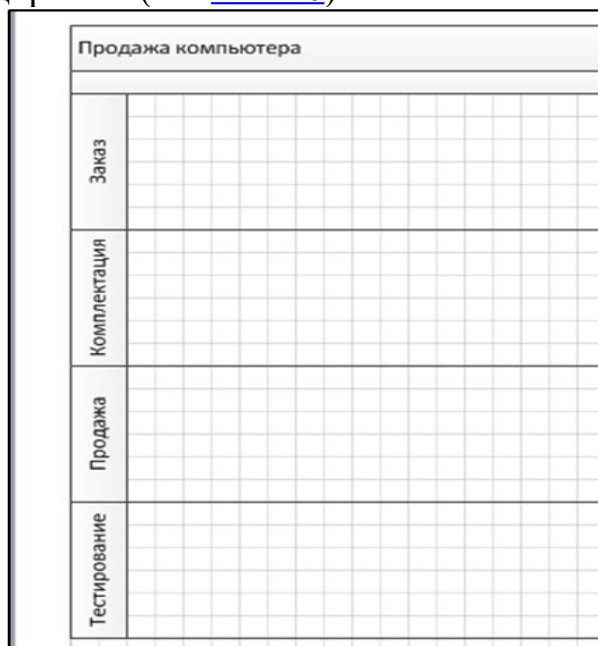 Продажа компьютера
Заказ
Комплектация
Продажа
Тестирование